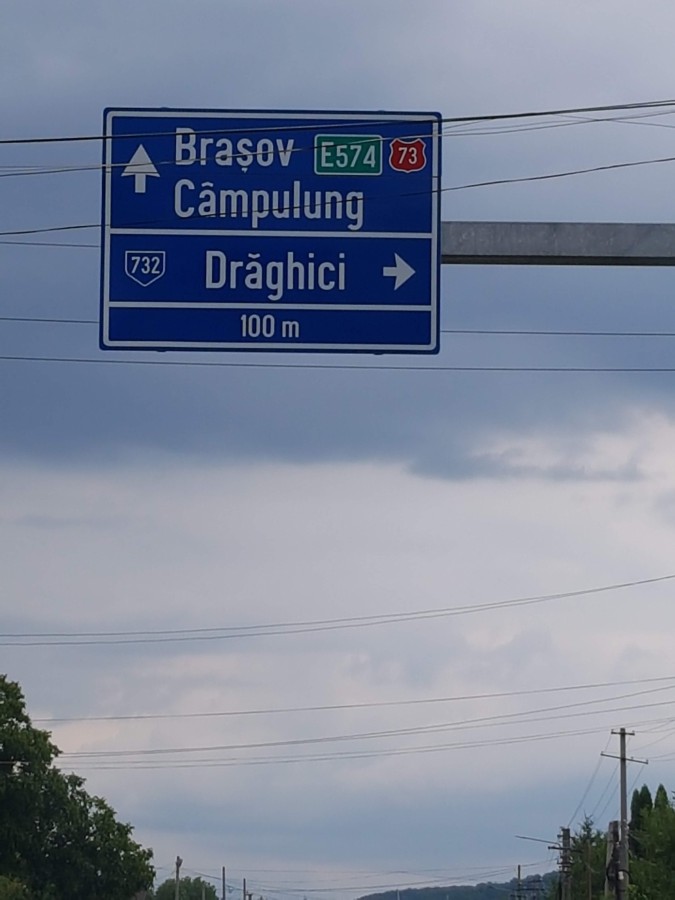 Brașov E574 73
Câmpulung
732 Drăghici
100 m